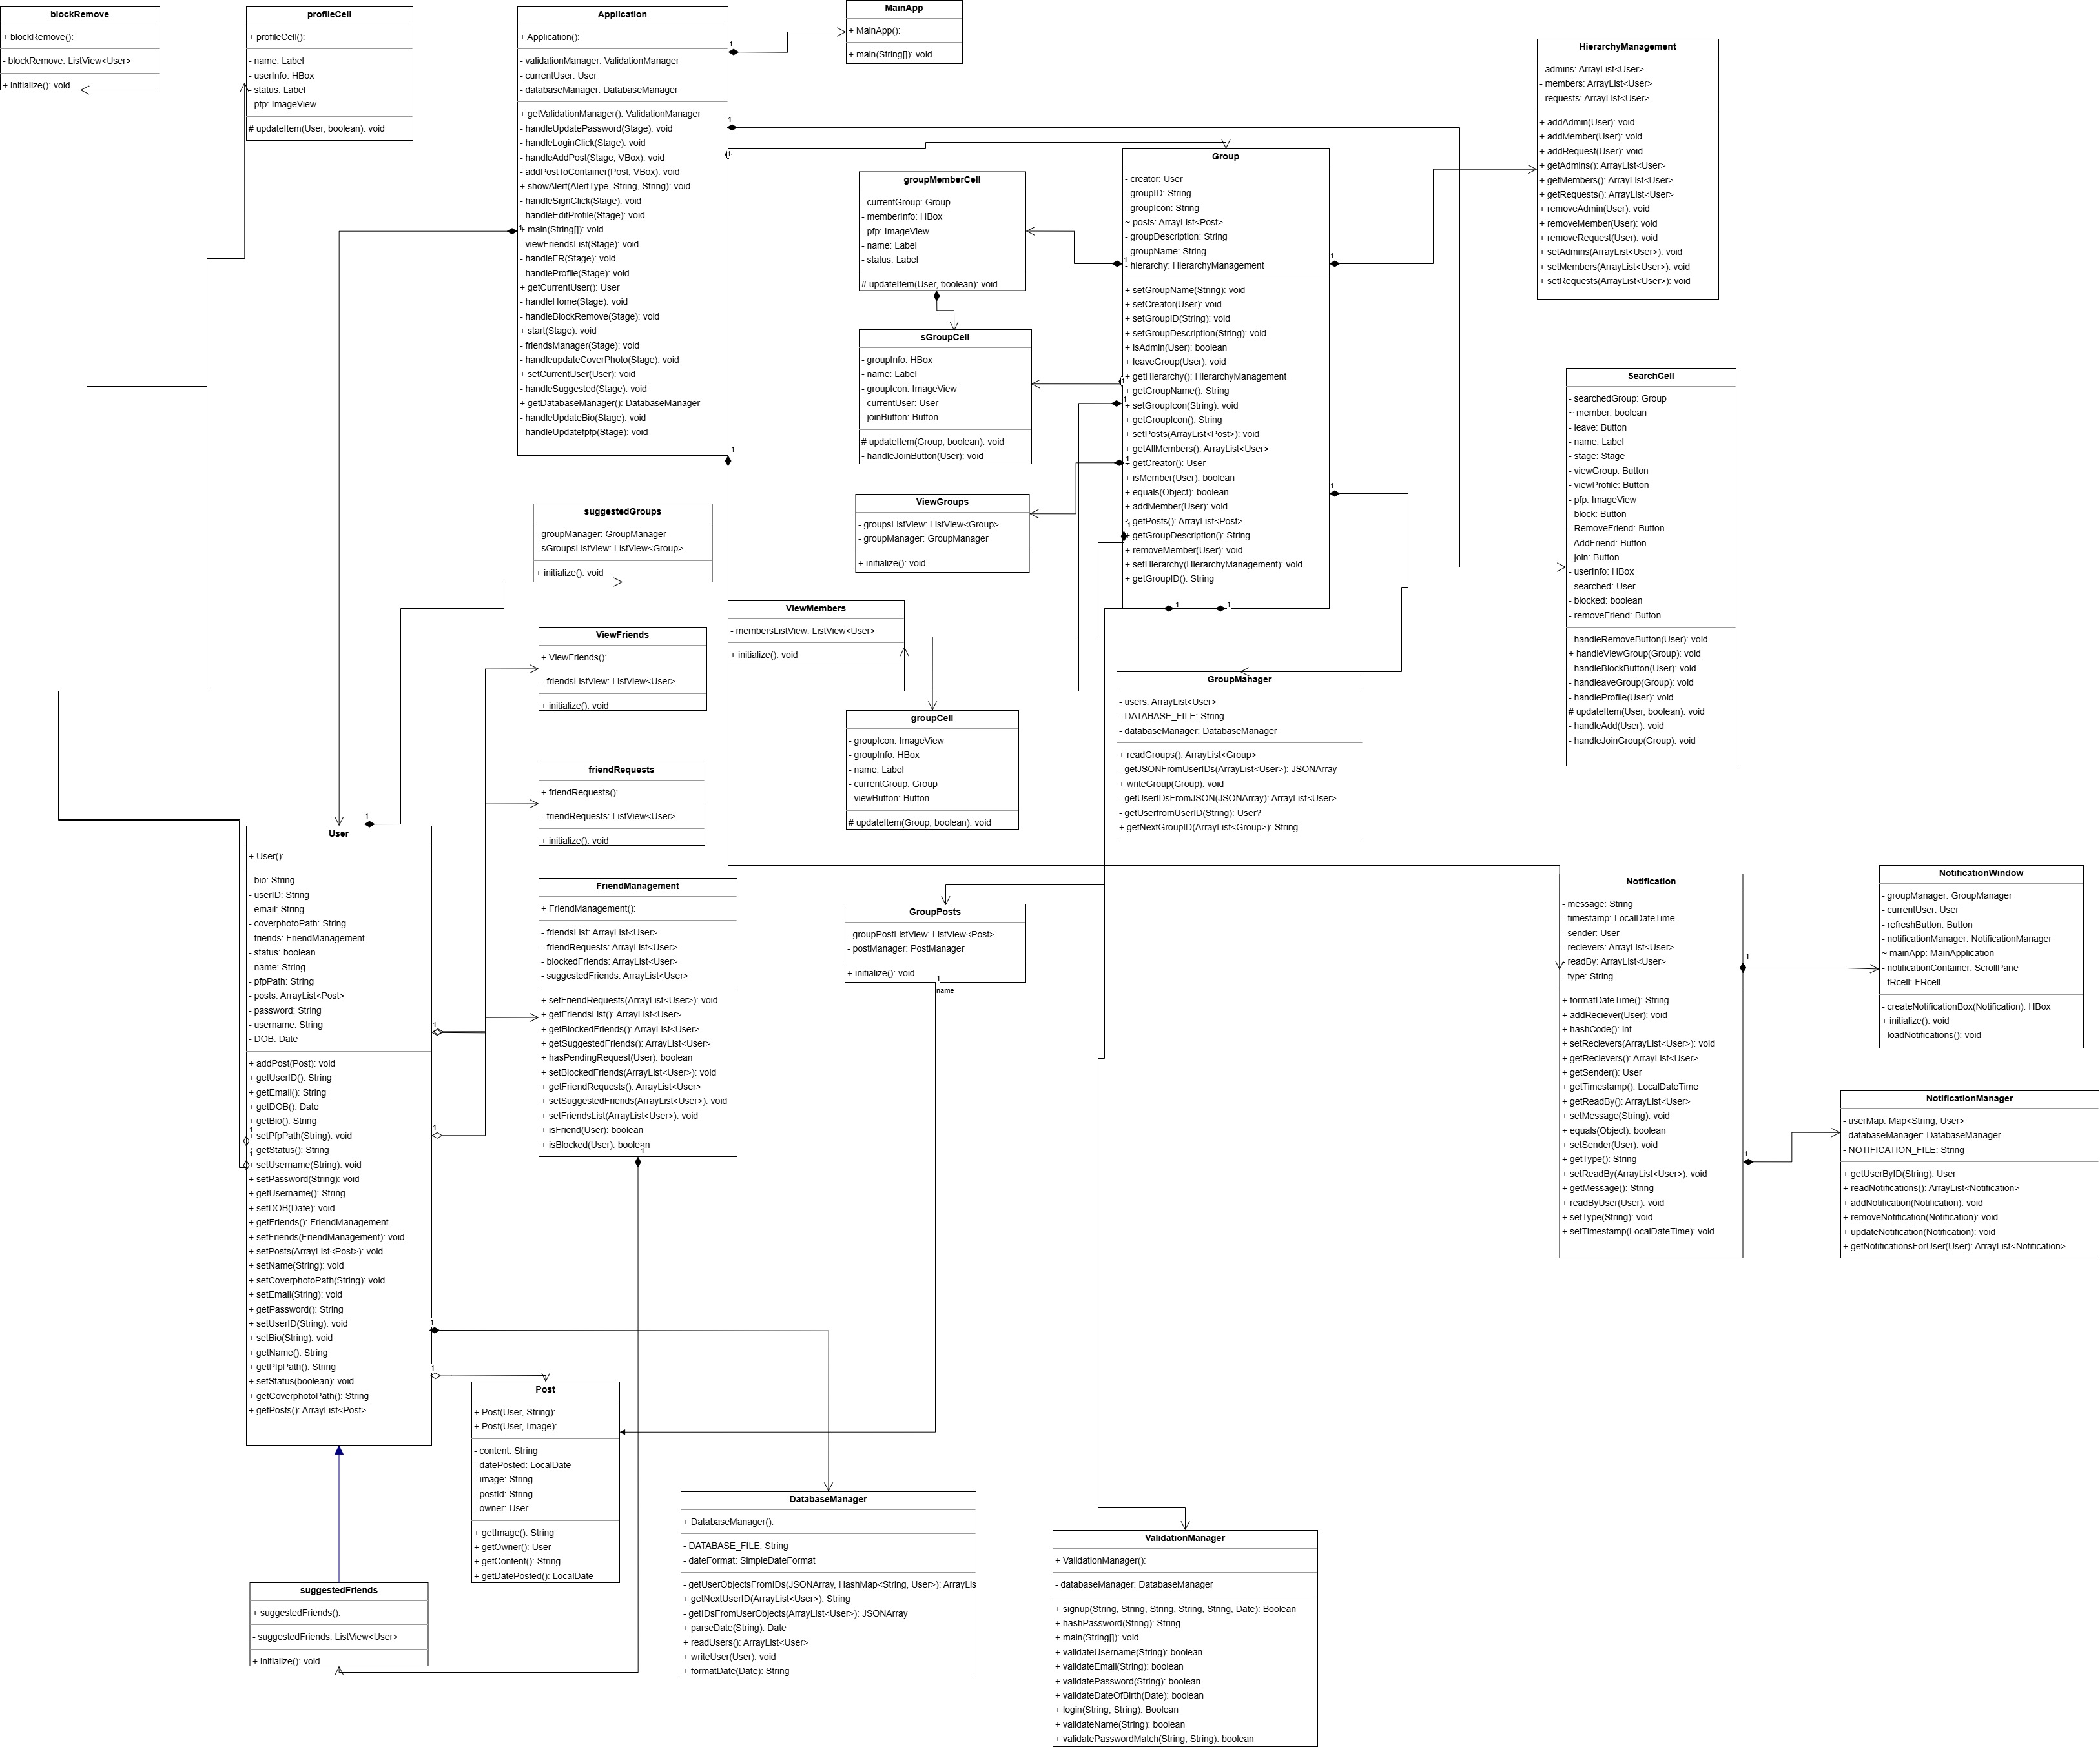 blockRemove
+ blockRemove():
- blockRemove: ListView<User>
+ initialize(): void
profileCell
+ profileCell():
- name: Label
- userInfo: HBox
- status: Label
- pfp: ImageView
# updateItem(User, boolean): void
Application
+ Application():
- validationManager: ValidationManager
- currentUser: User
- databaseManager: DatabaseManager
+ getValidationManager(): ValidationManager
- handleUpdatePassword(Stage): void
- handleLoginClick(Stage): void
- handleAddPost(Stage, VBox): void
- addPostToContainer(Post, VBox): void
+ showAlert(AlertType, String, String): void
- handleSignClick(Stage): void
- handleEditProfile(Stage): void
+ main(String[]): void
- viewFriendsList(Stage): void
- handleFR(Stage): void
- handleProfile(Stage): void
+ getCurrentUser(): User
- handleHome(Stage): void
- handleBlockRemove(Stage): void
+ start(Stage): void
- friendsManager(Stage): void
- handleupdateCoverPhoto(Stage): void
+ setCurrentUser(User): void
- handleSuggested(Stage): void
+ getDatabaseManager(): DatabaseManager
- handleUpdateBio(Stage): void
- handleUpdatefpfp(Stage): void
1
1
1
1
1
MainApp
+ MainApp():
+ main(String[]): void
HierarchyManagement
- admins: ArrayList<User>
- members: ArrayList<User>
- requests: ArrayList<User>
+ addAdmin(User): void
+ addMember(User): void
+ addRequest(User): void
+ getAdmins(): ArrayList<User>
+ getMembers(): ArrayList<User>
+ getRequests(): ArrayList<User>
+ removeAdmin(User): void
+ removeMember(User): void
+ removeRequest(User): void
+ setAdmins(ArrayList<User>): void
+ setMembers(ArrayList<User>): void
+ setRequests(ArrayList<User>): void
Group
- creator: User
- groupID: String
- groupIcon: String
~ posts: ArrayList<Post>
- groupDescription: String
- groupName: String
- hierarchy: HierarchyManagement
+ setGroupName(String): void
+ setCreator(User): void
+ setGroupID(String): void
+ setGroupDescription(String): void
+ isAdmin(User): boolean
+ leaveGroup(User): void
+ getHierarchy(): HierarchyManagement
+ getGroupName(): String
+ setGroupIcon(String): void
+ getGroupIcon(): String
+ setPosts(ArrayList<Post>): void
+ getAllMembers(): ArrayList<User>
+ getCreator(): User
+ isMember(User): boolean
+ equals(Object): boolean
+ addMember(User): void
+ getPosts(): ArrayList<Post>
+ getGroupDescription(): String
+ removeMember(User): void
+ setHierarchy(HierarchyManagement): void
+ getGroupID(): String
1
1
1
1
1
1
1
1
1
groupMemberCell
- currentGroup: Group
- memberInfo: HBox
- pfp: ImageView
- name: Label
- status: Label
# updateItem(User, boolean): void
sGroupCell
- groupInfo: HBox
- name: Label
- groupIcon: ImageView
- currentUser: User
- joinButton: Button
# updateItem(Group, boolean): void
- handleJoinButton(User): void
SearchCell
- searchedGroup: Group
~ member: boolean
- leave: Button
- name: Label
- stage: Stage
- viewGroup: Button
- viewProfile: Button
- pfp: ImageView
- block: Button
- RemoveFriend: Button
- AddFriend: Button
- join: Button
- userInfo: HBox
- searched: User
- blocked: boolean
- removeFriend: Button
- handleRemoveButton(User): void
+ handleViewGroup(Group): void
- handleBlockButton(User): void
- handleaveGroup(Group): void
- handleProfile(User): void
# updateItem(User, boolean): void
- handleAdd(User): void
- handleJoinGroup(Group): void
ViewGroups
- groupsListView: ListView<Group>
- groupManager: GroupManager
+ initialize(): void
suggestedGroups
- groupManager: GroupManager
- sGroupsListView: ListView<Group>
+ initialize(): void
ViewMembers
- membersListView: ListView<User>
+ initialize(): void
ViewFriends
+ ViewFriends():
- friendsListView: ListView<User>
+ initialize(): void
GroupManager
- users: ArrayList<User>
- DATABASE_FILE: String
- databaseManager: DatabaseManager
+ readGroups(): ArrayList<Group>
- getJSONFromUserIDs(ArrayList<User>): JSONArray
+ writeGroup(Group): void
- getUserIDsFromJSON(JSONArray): ArrayList<User>
- getUserfromUserID(String): User?
+ getNextGroupID(ArrayList<Group>): String
groupCell
- groupIcon: ImageView
- groupInfo: HBox
- name: Label
- currentGroup: Group
- viewButton: Button
# updateItem(Group, boolean): void
friendRequests
+ friendRequests():
- friendRequests: ListView<User>
+ initialize(): void
User
+ User():
- bio: String
- userID: String
- email: String
- coverphotoPath: String
- friends: FriendManagement
- status: boolean
- name: String
- pfpPath: String
- posts: ArrayList<Post>
- password: String
- username: String
- DOB: Date
+ addPost(Post): void
+ getUserID(): String
+ getEmail(): String
+ getDOB(): Date
+ getBio(): String
+ setPfpPath(String): void
+ getStatus(): String
+ setUsername(String): void
+ setPassword(String): void
+ getUsername(): String
+ setDOB(Date): void
+ getFriends(): FriendManagement
+ setFriends(FriendManagement): void
+ setPosts(ArrayList<Post>): void
+ setName(String): void
+ setCoverphotoPath(String): void
+ setEmail(String): void
+ getPassword(): String
+ setUserID(String): void
+ setBio(String): void
+ getName(): String
+ getPfpPath(): String
+ setStatus(boolean): void
+ getCoverphotoPath(): String
+ getPosts(): ArrayList<Post>
1
1
1
1
1
1
1
FriendManagement
+ FriendManagement():
- friendsList: ArrayList<User>
- friendRequests: ArrayList<User>
- blockedFriends: ArrayList<User>
- suggestedFriends: ArrayList<User>
+ setFriendRequests(ArrayList<User>): void
+ getFriendsList(): ArrayList<User>
+ getBlockedFriends(): ArrayList<User>
+ getSuggestedFriends(): ArrayList<User>
+ hasPendingRequest(User): boolean
+ setBlockedFriends(ArrayList<User>): void
+ getFriendRequests(): ArrayList<User>
+ setSuggestedFriends(ArrayList<User>): void
+ setFriendsList(ArrayList<User>): void
+ isFriend(User): boolean
+ isBlocked(User): boolean
1
GroupPosts
- groupPostListView: ListView<Post>
- postManager: PostManager
+ initialize(): void
1
name
Notification
- message: String
- timestamp: LocalDateTime
- sender: User
- recievers: ArrayList<User>
- readBy: ArrayList<User>
- type: String
+ formatDateTime(): String
+ addReciever(User): void
+ hashCode(): int
+ setRecievers(ArrayList<User>): void
+ getRecievers(): ArrayList<User>
+ getSender(): User
+ getTimestamp(): LocalDateTime
+ getReadBy(): ArrayList<User>
+ setMessage(String): void
+ equals(Object): boolean
+ setSender(User): void
+ getType(): String
+ setReadBy(ArrayList<User>): void
+ getMessage(): String
+ readByUser(User): void
+ setType(String): void
+ setTimestamp(LocalDateTime): void
1
1
NotificationWindow
- groupManager: GroupManager
- currentUser: User
- refreshButton: Button
- notificationManager: NotificationManager
~ mainApp: MainApplication
- notificationContainer: ScrollPane
- fRcell: FRcell
- createNotificationBox(Notification): HBox
+ initialize(): void
- loadNotifications(): void
NotificationManager
- userMap: Map<String, User>
- databaseManager: DatabaseManager
- NOTIFICATION_FILE: String
+ getUserByID(String): User
+ readNotifications(): ArrayList<Notification>
+ addNotification(Notification): void
+ removeNotification(Notification): void
+ updateNotification(Notification): void
+ getNotificationsForUser(User): ArrayList<Notification>
Post
+ Post(User, String):
+ Post(User, Image):
- content: String
- datePosted: LocalDate
- image: String
- postId: String
- owner: User
+ getImage(): String
+ getOwner(): User
+ getContent(): String
+ getDatePosted(): LocalDate
DatabaseManager
+ DatabaseManager():
- DATABASE_FILE: String
- dateFormat: SimpleDateFormat
- getUserObjectsFromIDs(JSONArray, HashMap<String, User>): ArrayLis
+ getNextUserID(ArrayList<User>): String
- getIDsFromUserObjects(ArrayList<User>): JSONArray
+ parseDate(String): Date
+ readUsers(): ArrayList<User>
+ writeUser(User): void
+ formatDate(Date): String
ValidationManager
+ ValidationManager():
- databaseManager: DatabaseManager
+ signup(String, String, String, String, String, Date): Boolean
+ hashPassword(String): String
+ main(String[]): void
+ validateUsername(String): boolean
+ validateEmail(String): boolean
+ validatePassword(String): boolean
+ validateDateOfBirth(Date): boolean
+ login(String, String): Boolean
+ validateName(String): boolean
+ validatePasswordMatch(String, String): boolean
suggestedFriends
+ suggestedFriends():
- suggestedFriends: ListView<User>
+ initialize(): void